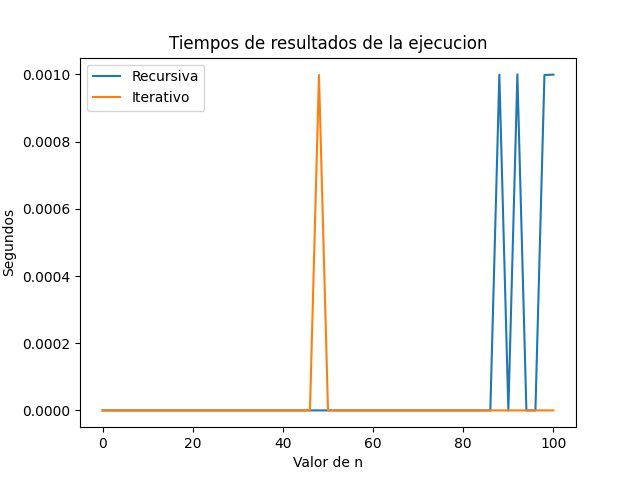 Tiempos de resultados de la ejecucion
Recursiva
Iterativo
0.0010
0.0008
0.0006
0.0004
0.0002
0.0000
Segundos
0 20 40 60 80 100
Valor de n